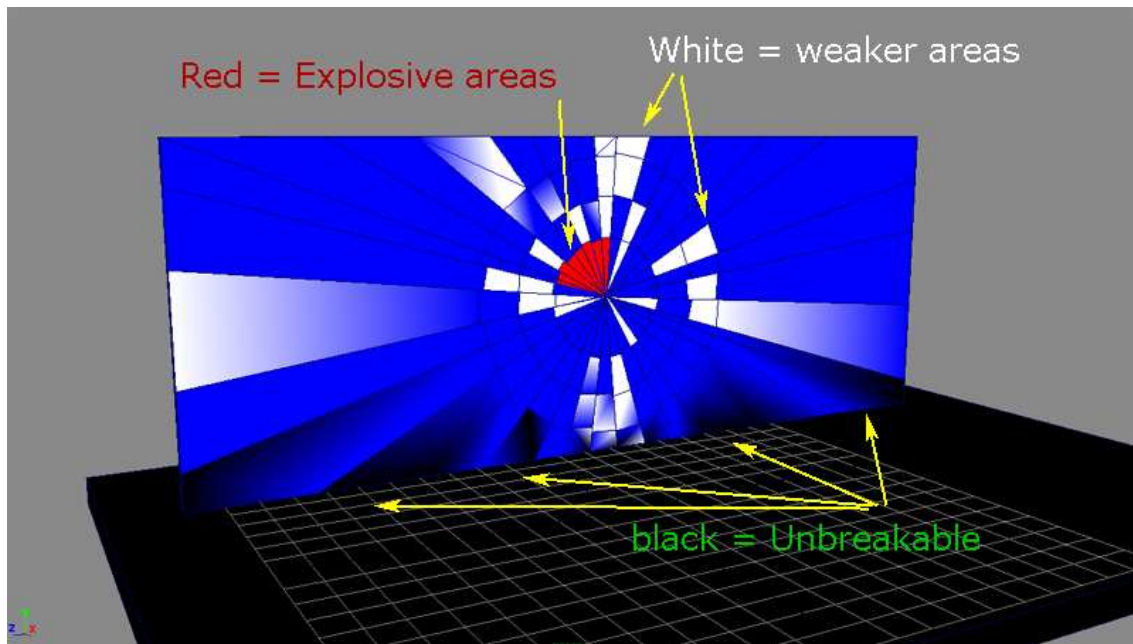 White = weaker areas
Red = Explosive areas
black = Unbreakable
z x